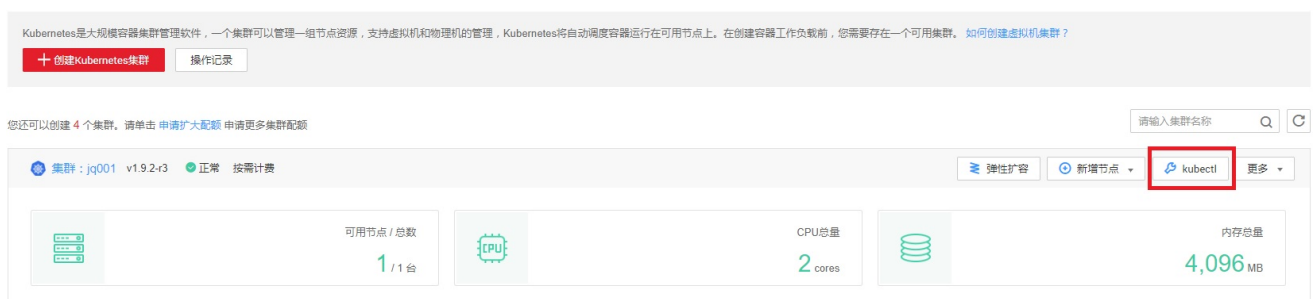 Kubernetes是大规模容器集群管理软件，一个集群可以管理一组节点资源，支持虚拟机和物理机的管理，Kubernetes将自动调度容器运行在可用节点上。在创建容器工作负载前，您需要存在一个可用集群。 如何创建虚拟机集群？
创建Kubernetes集群 操作记录
您还可以创建 4 个集群。请单击 申请扩大配额 申请更多集群配额 请输入集群名称
集群：jq001 v1.9.2-r3 正常 按需计费 弹性扩容 新增节点 kubectl 更多
可用节点 / 总数 CPU总量 内存总量
CPU
1 / 1 台 2 cores 4,096 MB